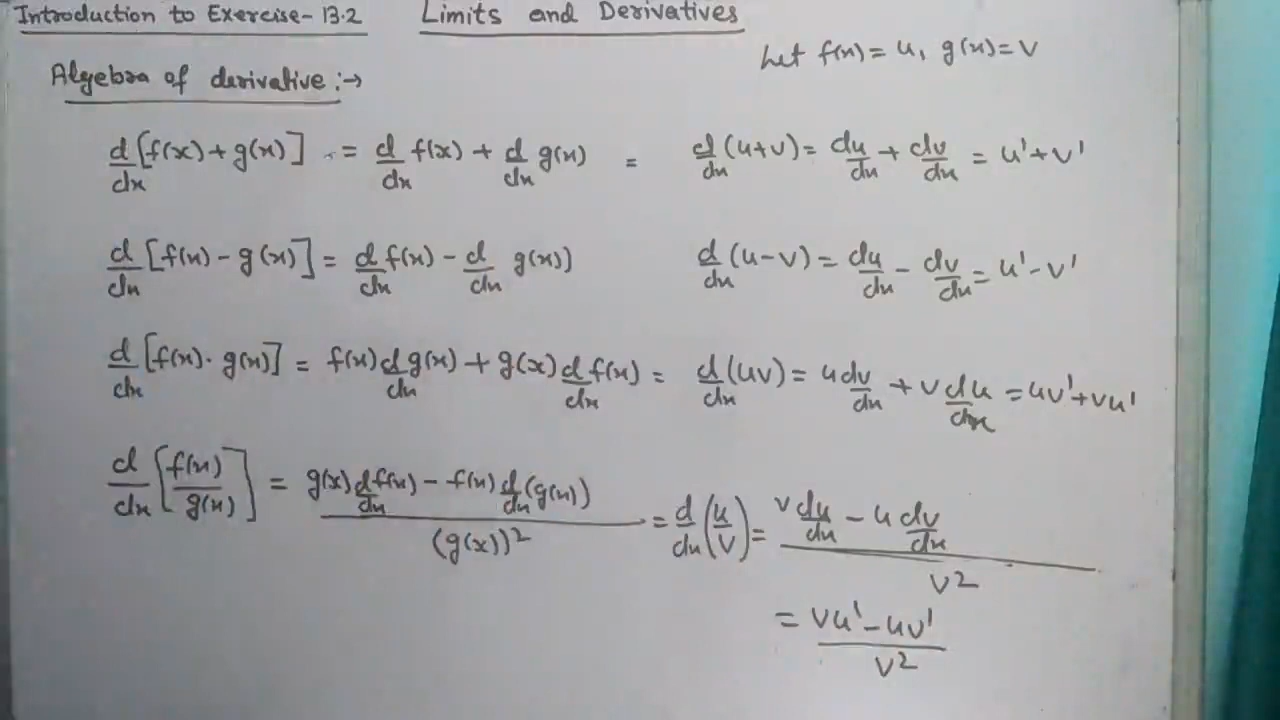 Introduction to Exercise-13.2 Limits and Derivatives
Let f(x) = u, g(x) = v
Algebra of derivative :→
d/dx [f(x) + g(x)] = d/dx f(x) + d/dx g(x) = d/dx (u+v) = du/dx + dv/dx = u' + v'
d/dx [f(x) - g(x)] = d/dx f(x) - d/dx g(x)) d/dx (u-v) = du/dx - dv/dx = u' - v'
d/dx [f(x) · g(x)] = f(x) d/dx g(x) + g(x) d/dx f(x) = d/dx (uv) = u dv/dx + v du/dx = uv' + vu'
d/dx [f(x)/g(x)] = g(x) d/dx f(x) - f(x) d/dx (g(x)) / (g(x))² = d/dx (u/v) = v du/dx - u dv/dx / v²
= vu' - uv' / v²